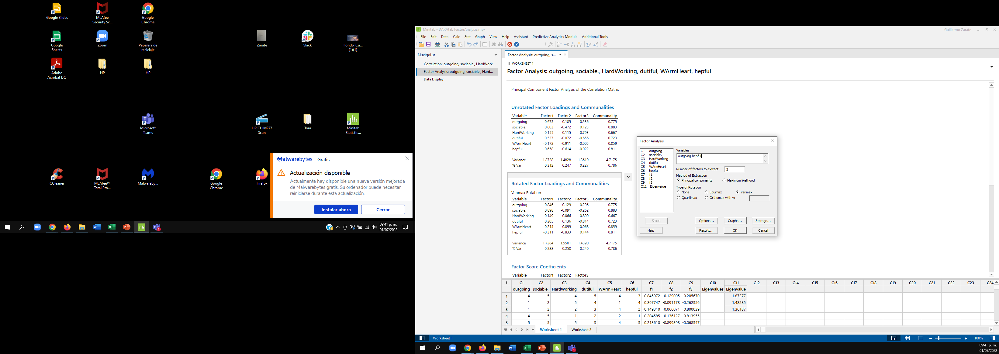 Google Slides
McAfee
Security Sc...
Google
Chrome
Google
Sheets
Zoom
Papelera de
reciclaje
Zarate
Slack
Fondo_Cu...
(1)(1)
Adobe
Acrobat DC
HP
HP
Microsoft
Teams
HP CLJM277
Scan
Tora
Minitab
Statistic...
CCleaner
McAfee®
Total Pro...
Malwareby...
Google
Chrome
Firefox
Malwarebytes | Gratis
Actualización disponible
Actualmente hay disponible una nueva versión mejorada
de Malwarebytes gratis. Su ordenador puede necesitar
reiniciarse durante esta actualización.
Instalar ahora Cerrar
09:41 p. m.
01/07/2022
Minitab - DARAtab FactorAnalysis.mpx Guillermo Zarate
File Edit Data Calc Stat Graph View Help Assistant Predictive Analytics Module Additional Tools
Navigator
Correlation: outgoing, sociable., HardWork...
Factor Analysis: outgoing, sociable., Hard...
Data Display
Factor Analysis: outgoing, s...
WORKSHEET 1
Factor Analysis: outgoing, sociable., HardWorking, dutiful, WArmHeart, hepful
Principal Component Factor Analysis of the Correlation Matrix
Unrotated Factor Loadings and Communalities
Variable Factor1 Factor2 Factor3 Communality
outgoing 0.673 -0.185 0.536 0.775
sociable. 0.803 -0.472 0.123 0.883
HardWorking 0.155 -0.115 -0.793 0.667
dutiful 0.537 -0.072 -0.656 0.723
WArmHeart -0.172 -0.911 -0.005 0.859
hepful -0.658 -0.614 -0.022 0.811
Variance 1.8728 1.4828 1.3619 4.7175
% Var 0.312 0.247 0.227 0.786
Rotated Factor Loadings and Communalities
Varimax Rotation
Variable Factor1 Factor2 Factor3 Communality
outgoing 0.846 0.129 0.206 0.775
sociable. 0.898 -0.091 -0.262 0.883
HardWorking -0.149 -0.066 -0.800 0.667
dutiful 0.205 0.136 -0.814 0.723
WArmHeart 0.214 -0.899 -0.068 0.859
hepful -0.311 -0.833 0.144 0.811
Variance 1.7284 1.5501 1.4390 4.7175
% Var 0.288 0.258 0.240 0.786
Factor Score Coefficients
Variable Factor1 Factor2 Factor3
Factor Analysis
C1 outgoing
C2 sociable.
C3 HardWorking
C4 dutiful
C5 WArmHeart
C6 hepful
C7 f1
C8 f2
C9 f3
C11 Eigenvalue
Variables:
outgoing-hepful
Number of factors to extract: 3
Method of Extraction
Principal components Maximum likelihood
Type of Rotation
None Equimax Varimax
Quartimax Orthomax with γ:
Select Options... Graphs... Storage...
Help Results... OK Cancel
C1 C2 C3 C4 C5 C6 C7 C8 C9 C10 C11 C12 C13 C14 C15 C16 C17 C18 C19 C20 C21 C22 C23 C24
outgoing sociable. HardWorking dutiful WArmHeart hepful f1 f2 f3 Eigenvalues Eigenvalue
1 4 5 4 5 4 3 0.845972 0.129005 0.205670 1.87277
2 1 2 5 4 1 4 0.897747 -0.091178 -0.262356 1.48285
3 1 2 2 3 4 2 -0.149310 -0.066071 -0.800029 1.36187
4 4 5 1 2 2 1 0.204585 0.136127 -0.813955
5 5 5 5 3 4 3 0.213610 -0.899398 -0.068347
Worksheet 1 Worksheet 2
Worksheet 1 100%
09:41 p. m.
01/07/2022